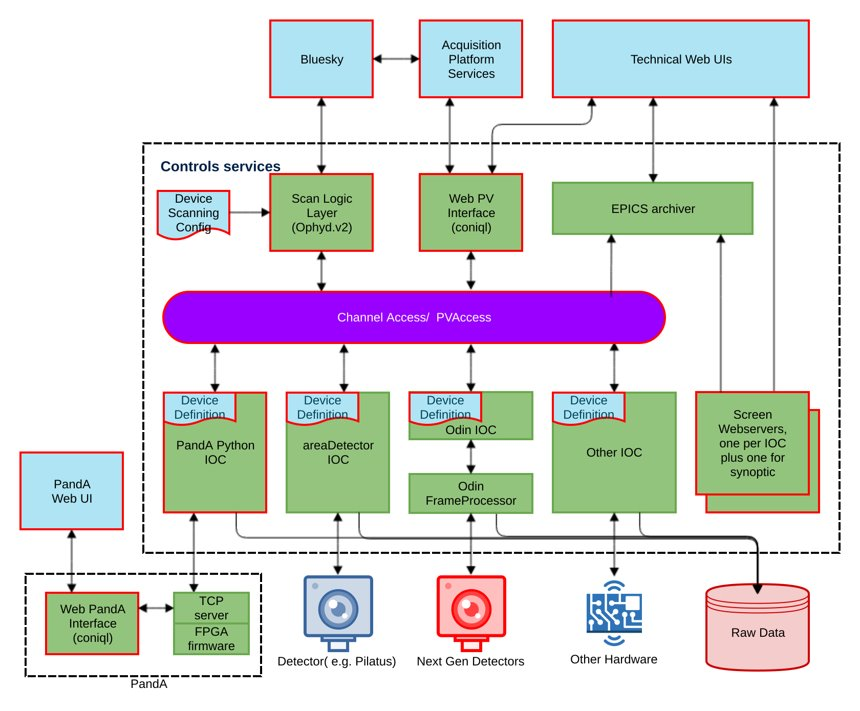 Bluesky
Acquisition
Platform
Services
Technical Web UIs
Controls services
Device
Scanning
Config
Scan Logic
Layer
(Ophyd.v2)
Web PV
Interface
(coniql)
EPICS archiver
Channel Access/  PVAccess
Device
Definition
PandA Python
IOC
Device
Definition
areaDetector
IOC
Device
Definition
Odin IOC
Odin
FrameProcessor
Device
Definition
Other IOC
Screen
Webservers,
one per IOC
plus one for
synoptic
PandA
Web UI
Web PandA
Interface
(coniql)
TCP
server
FPGA
firmware
PandA
Detector( e.g. Pilatus)
Next Gen Detectors
Other Hardware
Raw Data